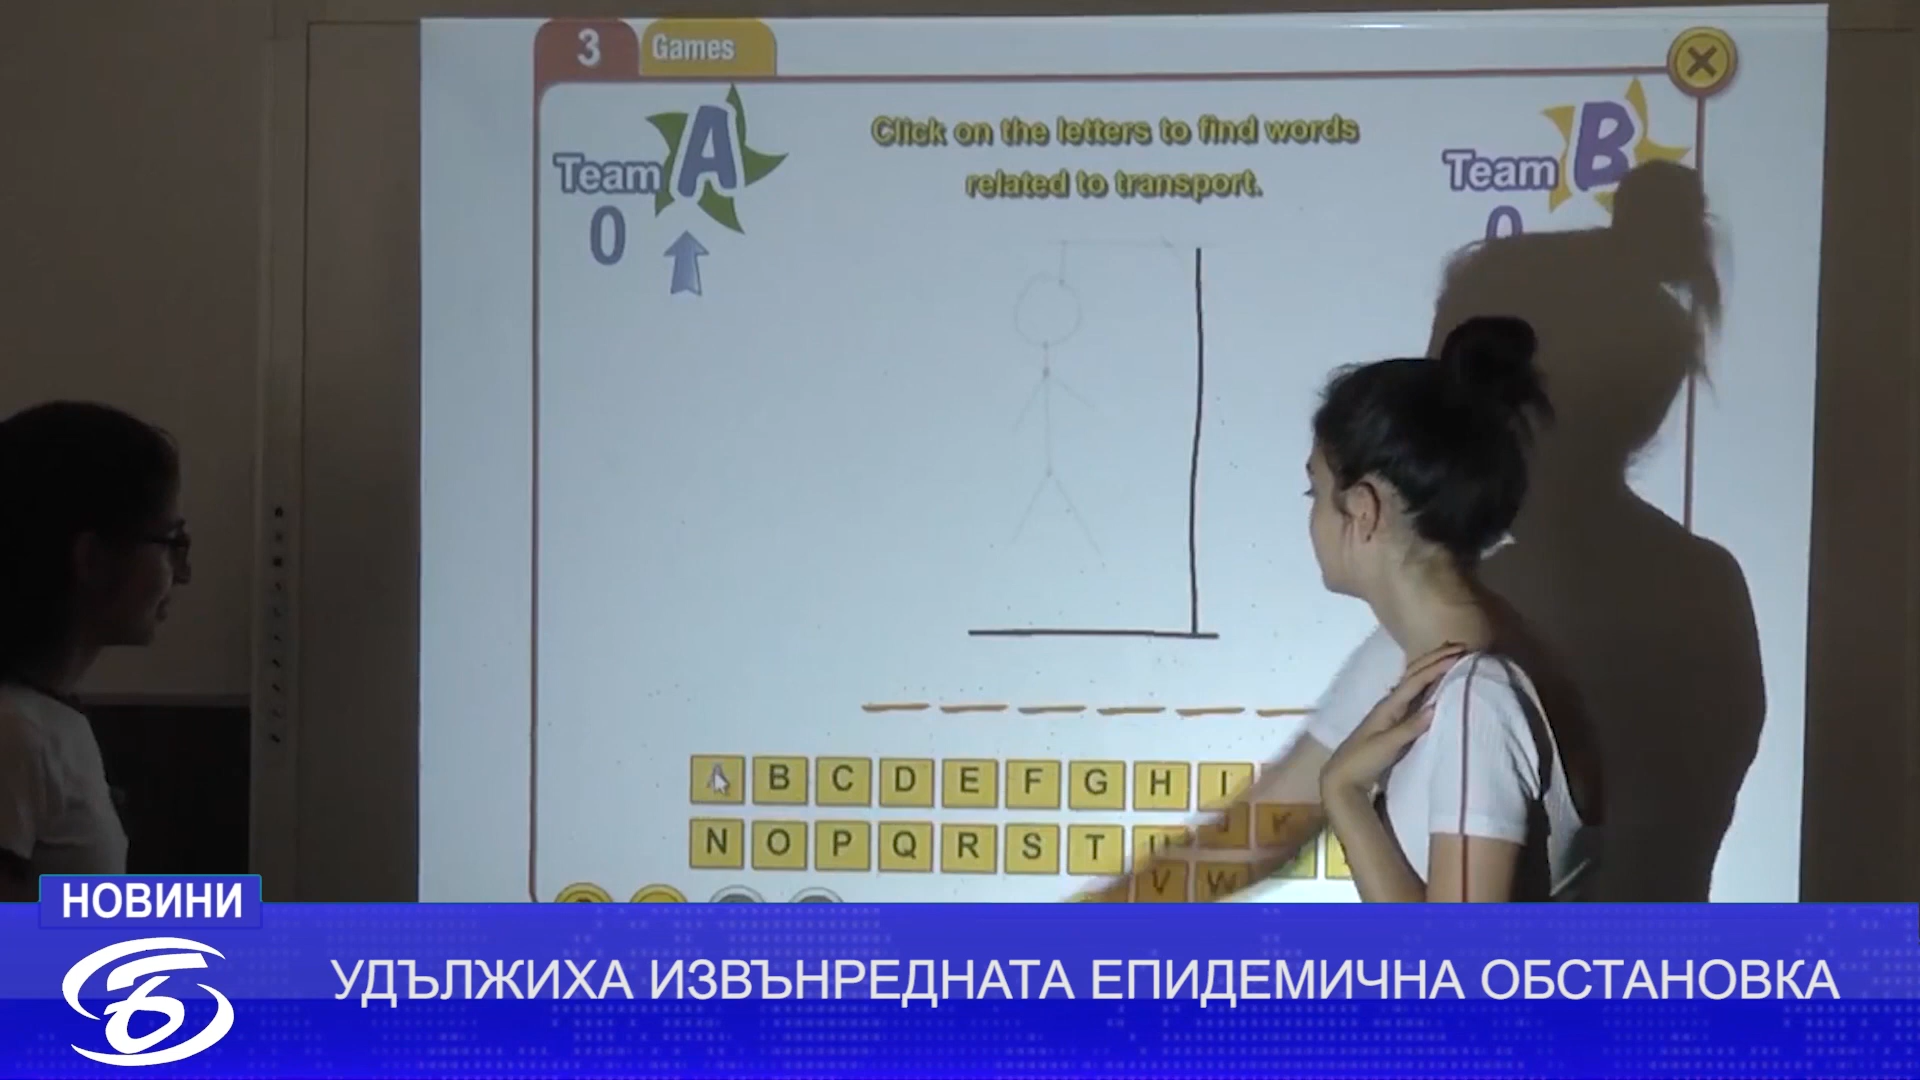 3 Games
Team A
0
Click on the letters to find words
related to transport.
Team B
0
A B C D E F G H I
N O P Q R S T U
V W
НОВИНИ
Б
УДЪЛЖИХА ИЗВЪНРЕДНАТА ЕПИДЕМИЧНА ОБСТАНОВКА